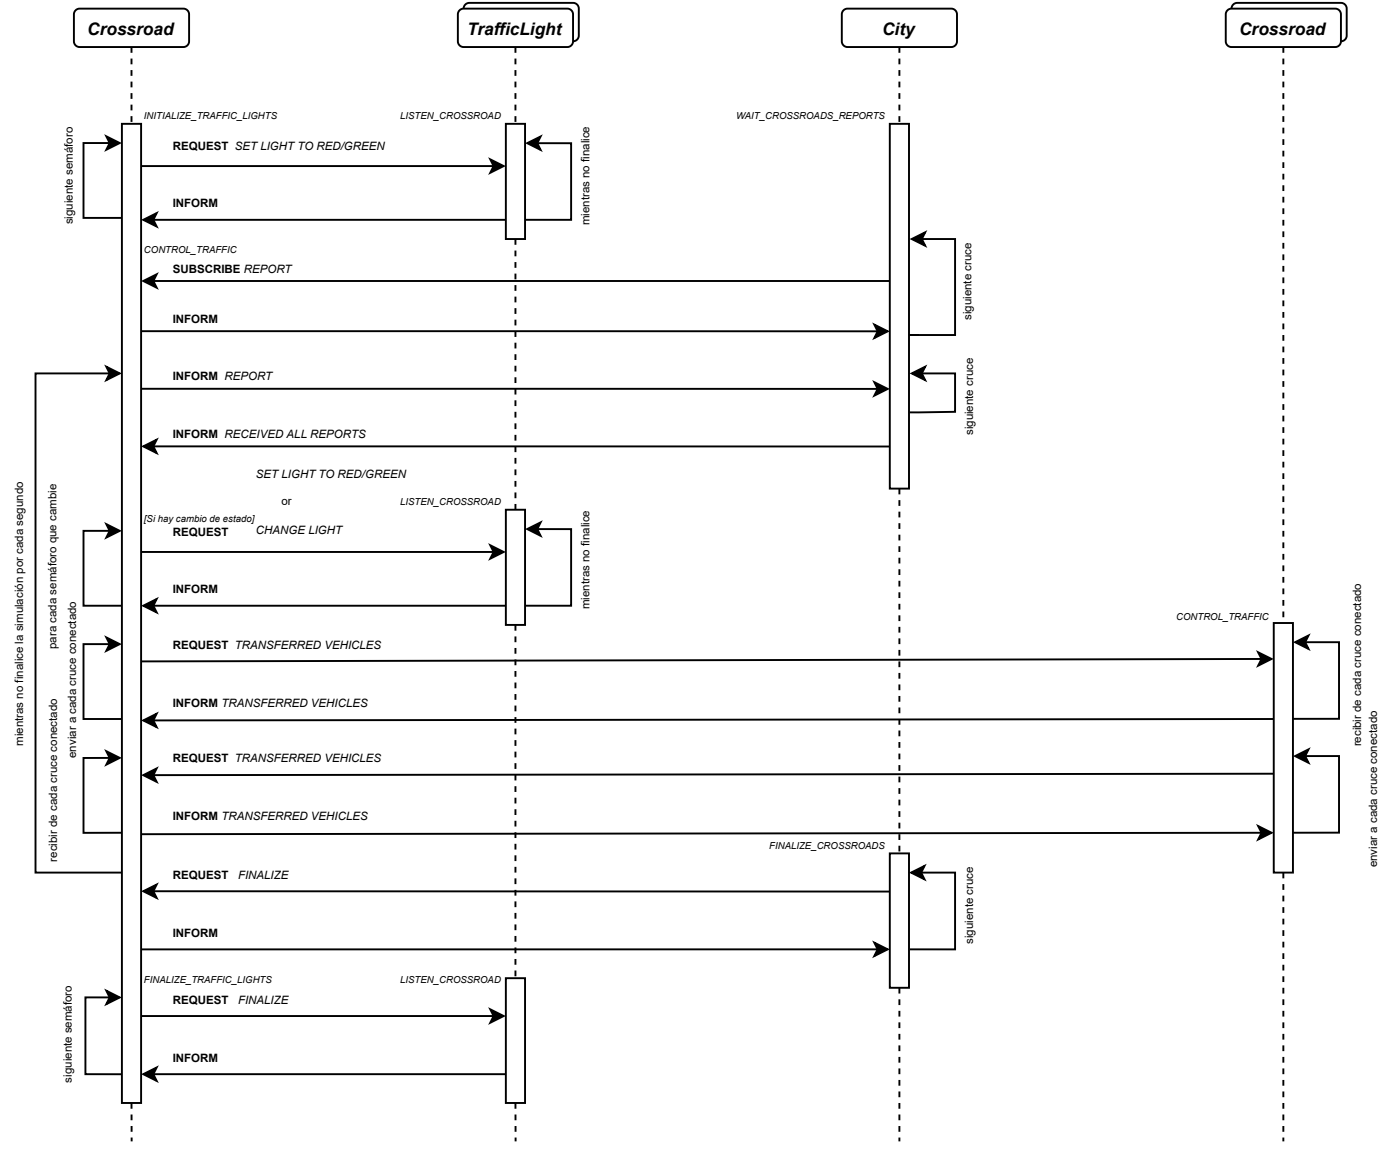 Crossroad
TrafficLight
City
Crossroad
INITIALIZE_TRAFFIC_LIGHTS
LISTEN_CROSSROAD
WAIT_CROSSROADS_REPORTS
siguiente semáforo
REQUEST SET LIGHT TO RED/GREEN
mientras no finalice
INFORM
CONTROL_TRAFFIC
SUBSCRIBE REPORT
siguiente cruce
INFORM
INFORM REPORT
siguiente cruce
INFORM RECEIVED ALL REPORTS
SET LIGHT TO RED/GREEN
or
LISTEN_CROSSROAD
[Si hay cambio de estado]
REQUEST CHANGE LIGHT
mientras no finalice
mientras no finalice la simulación por cada segundo
para cada semáforo que cambie
INFORM
CONTROL_TRAFFIC
REQUEST TRANSFERRED VEHICLES
enviar a cada cruce conectado
recibir de cada cruce conectado
INFORM TRANSFERRED VEHICLES
REQUEST TRANSFERRED VEHICLES
recibir de cada cruce conectado
enviar a cada cruce conectado
INFORM TRANSFERRED VEHICLES
FINALIZE_CROSSROADS
REQUEST FINALIZE
siguiente cruce
INFORM
FINALIZE_TRAFFIC_LIGHTS
LISTEN_CROSSROAD
REQUEST FINALIZE
siguiente semáforo
INFORM